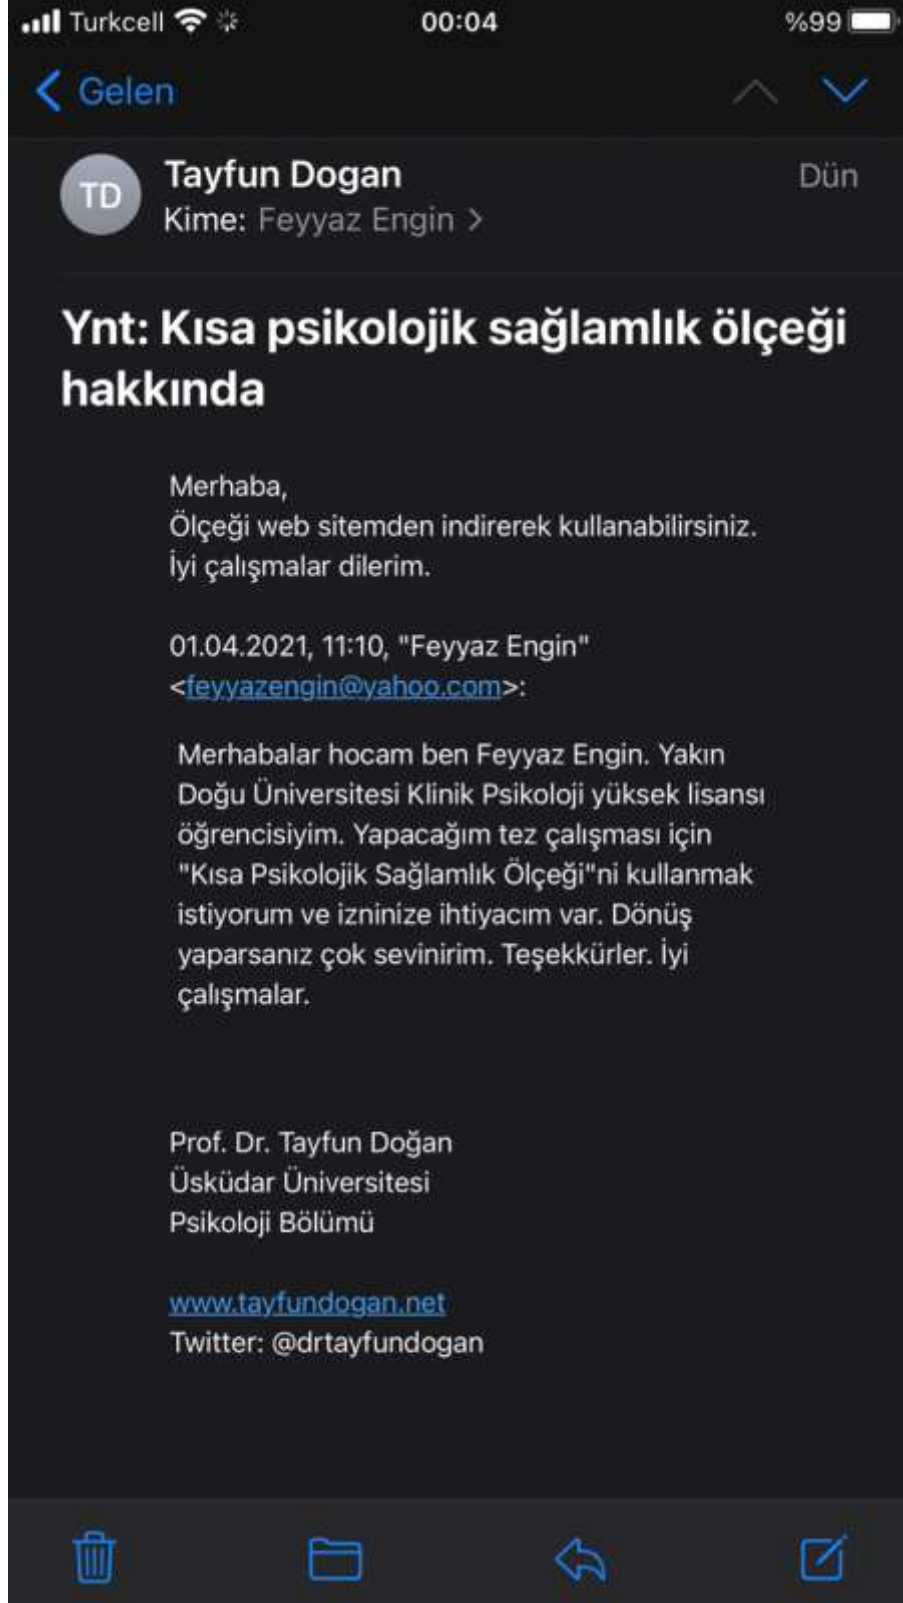 Turkcell
00:04
%99
Gelen
TD
Tayfun Dogan
Dün
Kime: Feyyaz Engin >
Ynt: Kısa psikolojik sağlamlık ölçeği
hakkında
Merhaba,
Ölçeği web sitemden indirerek kullanabilirsiniz.
İyi çalışmalar dilerim.
01.04.2021, 11:10, "Feyyaz Engin"
<feyyazengin@yahoo.com>:
Merhabalar hocam ben Feyyaz Engin. Yakın
Doğu Üniversitesi Klinik Psikoloji yüksek lisansı
öğrencisiyim. Yapacağım tez çalışması için
"Kısa Psikolojik Sağlamlık Ölçeği"ni kullanmak
istiyorum ve izninize ihtiyacım var. Dönüş
yaparsanız çok sevinirim. Teşekkürler. İyi
çalışmalar.
Prof. Dr. Tayfun Doğan
Üsküdar Üniversitesi
Psikoloji Bölümü
www.tayfundogan.net
Twitter: @drtayfundogan